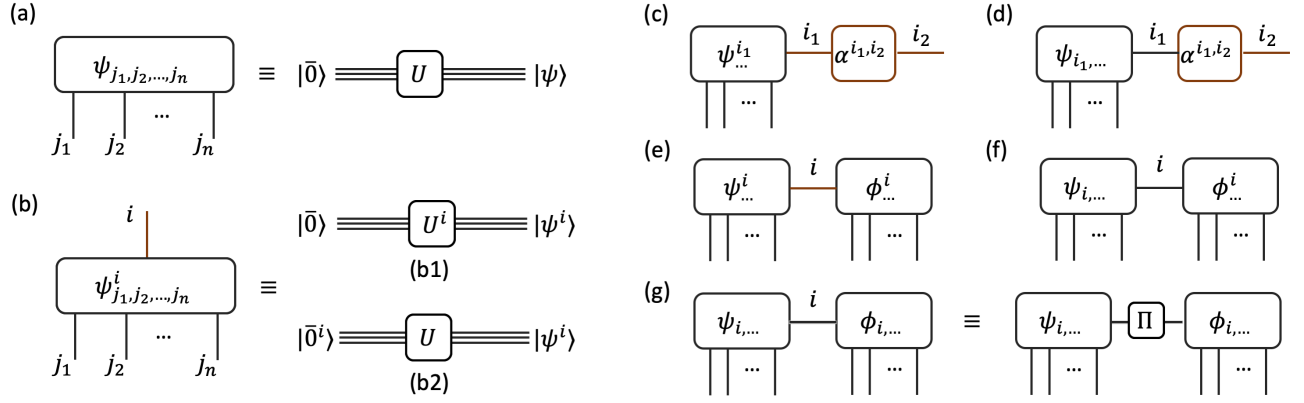 (a)
ψ_{j_1,j_2,...,j_n} ≡ |0̄⟩ U |ψ⟩
...
j_1 j_2 j_n
(b)
i
ψ^i_{j_1,j_2,...,j_n} ≡
...
j_1 j_2 j_n
|0̄⟩ U^i |ψ^i⟩
(b1)
|0̄^i⟩ U |ψ^i⟩
(b2)
(c)
ψ^{i_1}_{...} i_1 α^{i_1,i_2} i_2
...
(d)
ψ_{i_1,...} i_1 α^{i_1,i_2} i_2
...
(e)
ψ^i_{...} i ϕ^i_{...}
... ...
(f)
ψ_{i,...} i ϕ^i_{...}
... ...
(g)
ψ_{i,...} i ϕ_{i,...} ≡ ψ_{i,...} Π ϕ_{i,...}
... ... ... ...